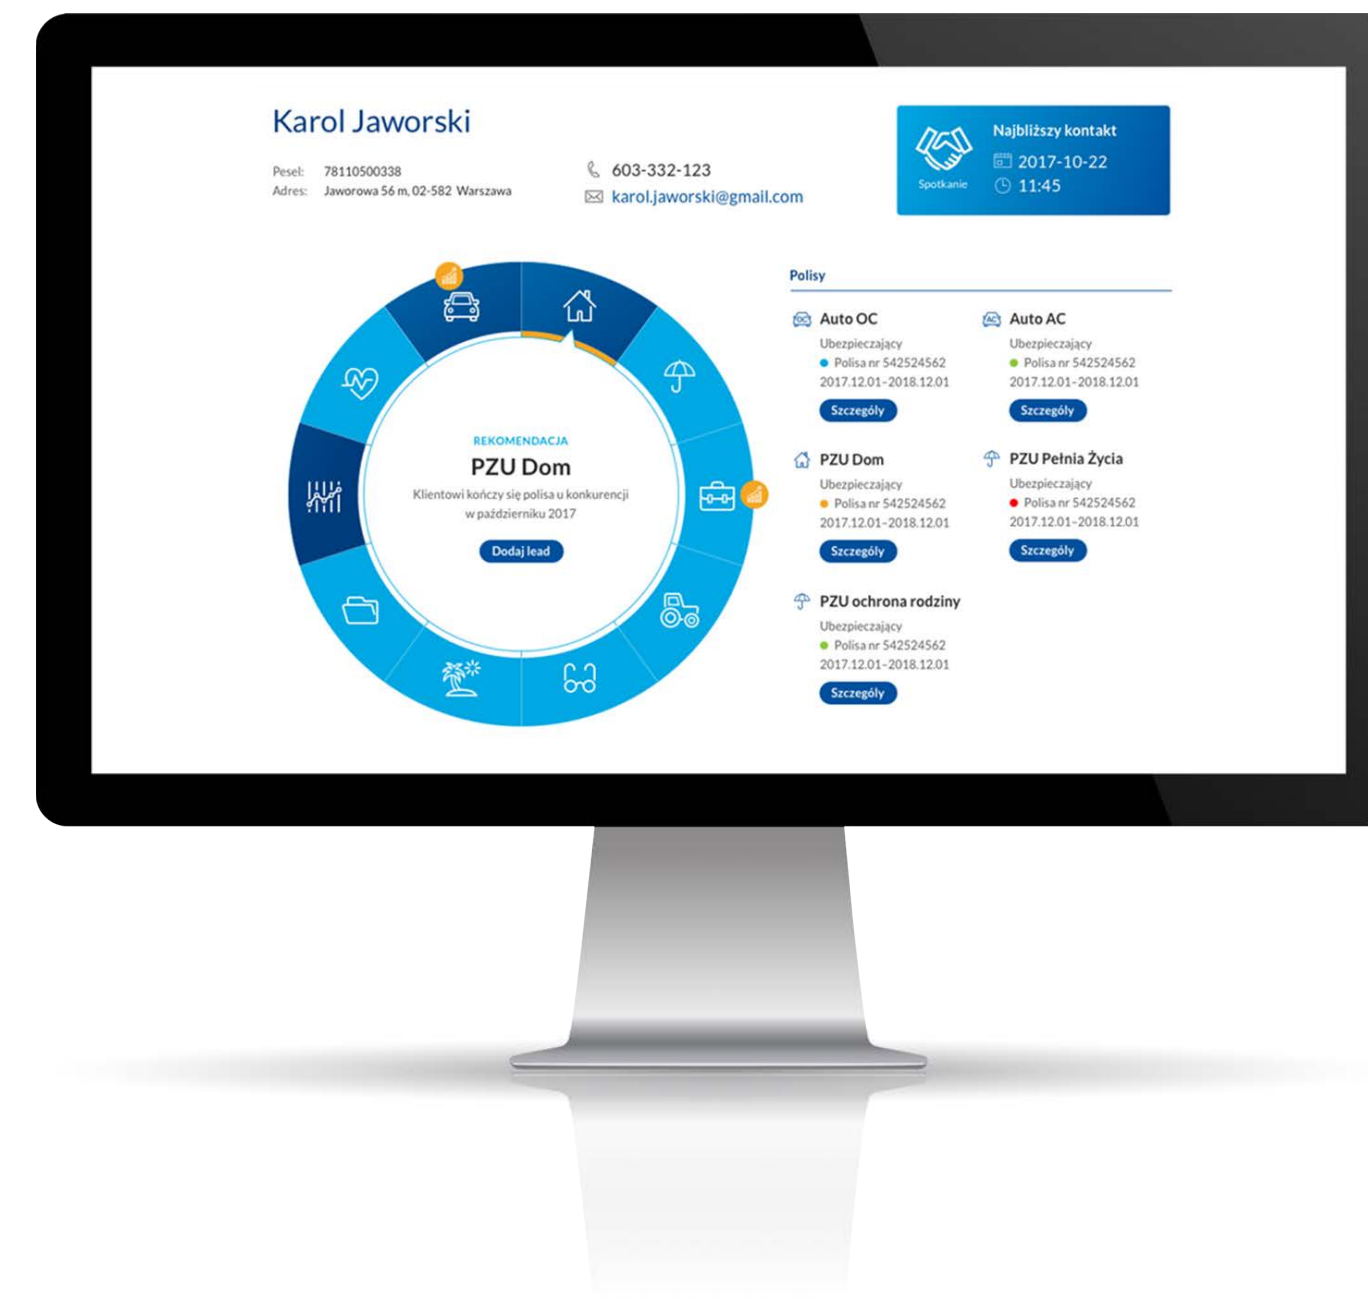 Karol Jaworski
Pesel: 78110500338
Adres: Jaworowa 56 m, 02-582 Warszawa
603-332-123
karol.jaworski@gmail.com
Spotkanie
Najbliższy kontakt
2017-10-22
11:45
REKOMENDACJA
PZU Dom
Klientowi kończy się polisa u konkurencji
w październiku 2017
Dodaj lead
Polisy
OC
Auto OC
Ubezpieczający
Polisa nr 542524562
2017.12.01-2018.12.01
Szczegóły
AC
Auto AC
Ubezpieczający
Polisa nr 542524562
2017.12.01-2018.12.01
Szczegóły
PZU Dom
Ubezpieczający
Polisa nr 542524562
2017.12.01-2018.12.01
Szczegóły
PZU Pełnia Życia
Ubezpieczający
Polisa nr 542524562
2017.12.01-2018.12.01
Szczegóły
PZU ochrona rodziny
Ubezpieczający
Polisa nr 542524562
2017.12.01-2018.12.01
Szczegóły